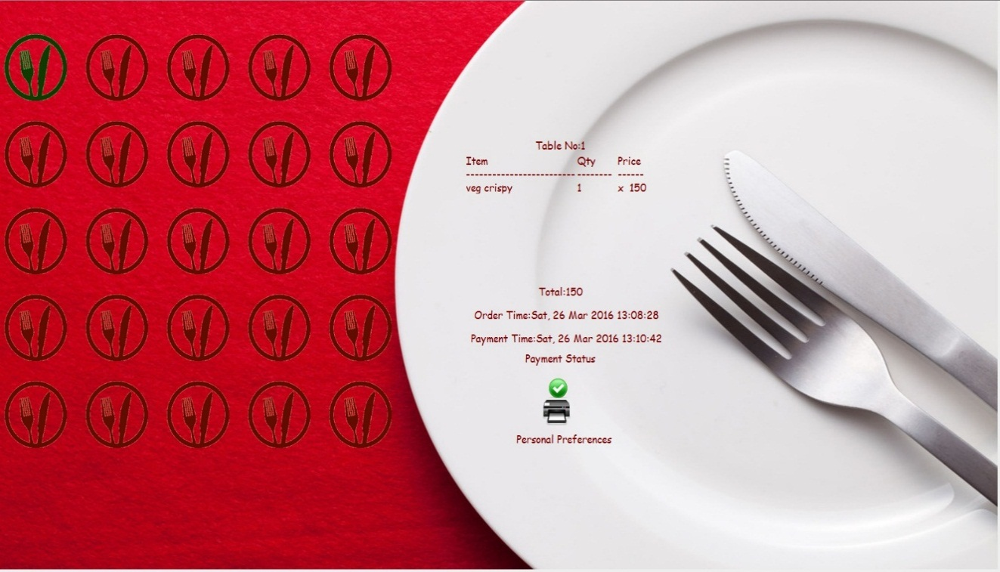 Table No:1
Item Qty Price
------------------------- -------- ------
veg crispy 1 x 150
Total:150
Order Time:Sat, 26 Mar 2016 13:08:28
Payment Time:Sat, 26 Mar 2016 13:10:42
Payment Status
Personal Preferences